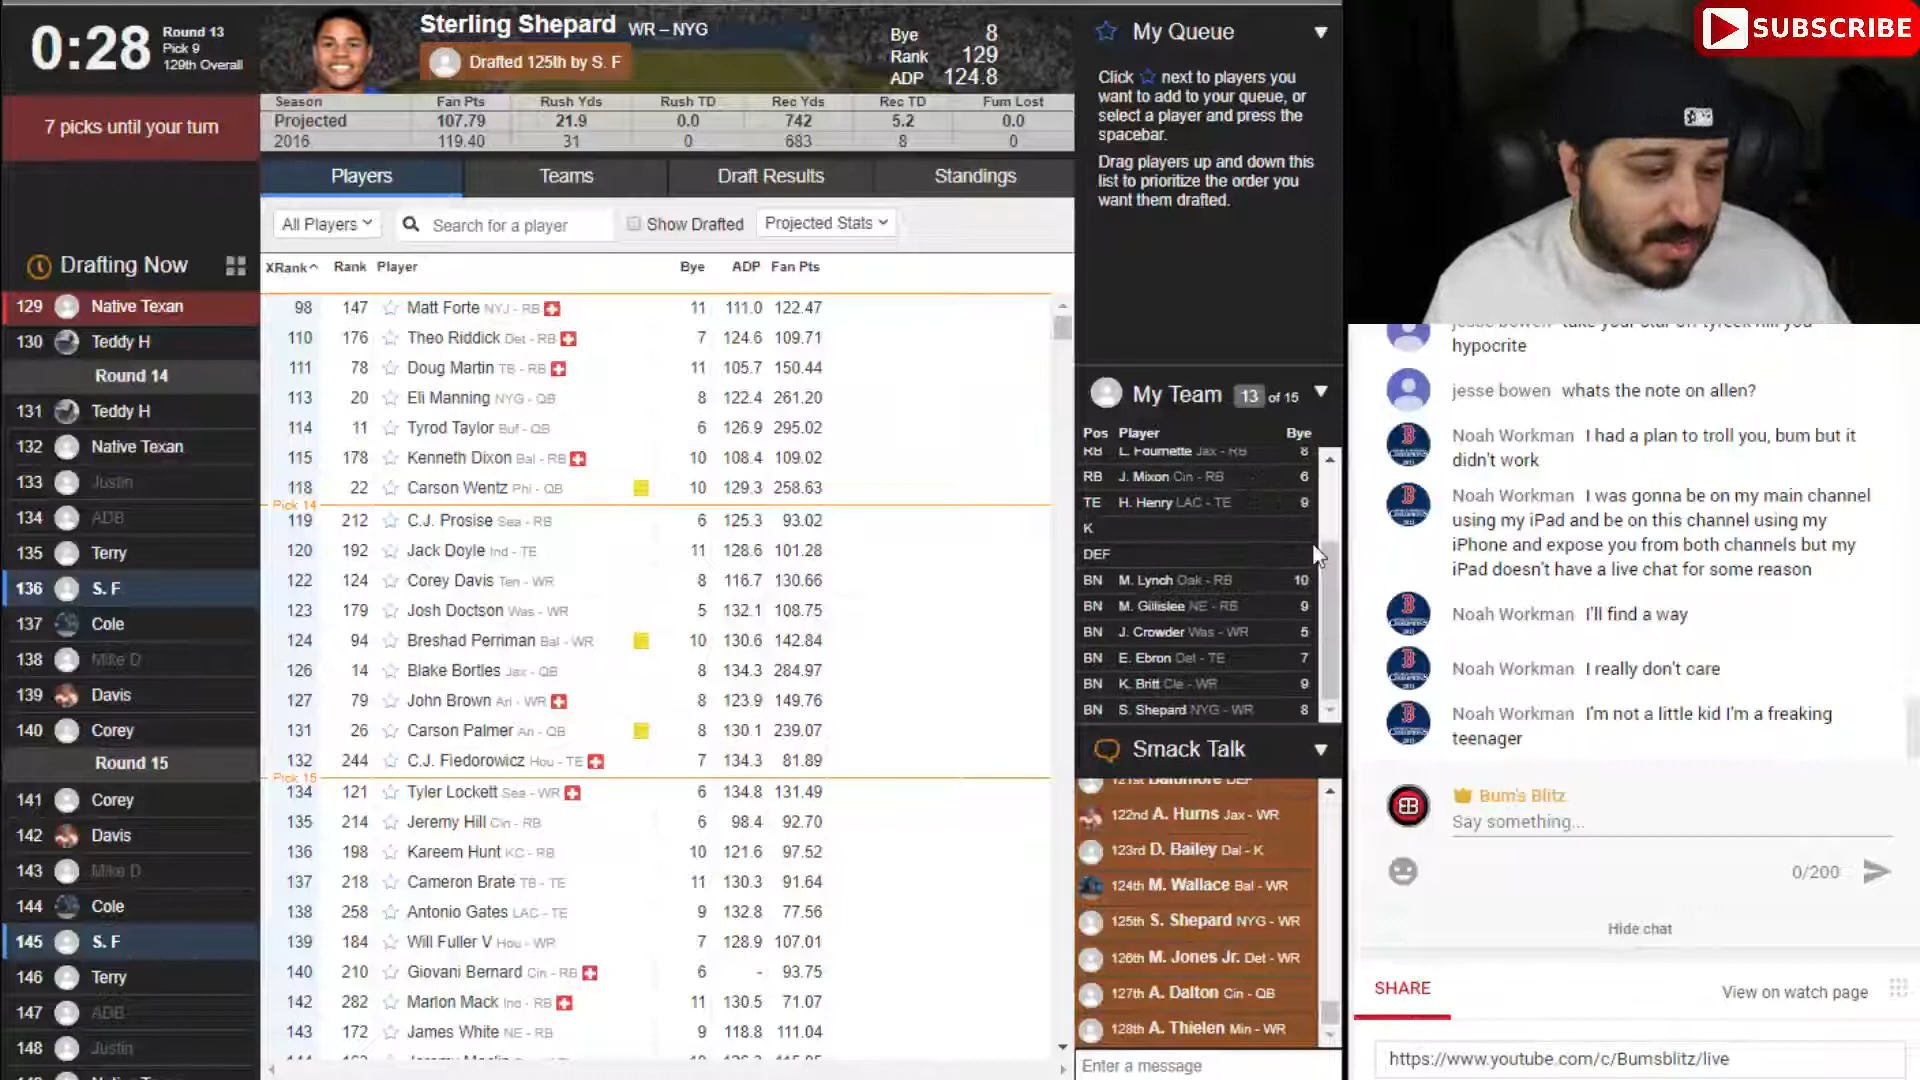 0:28
Round 13
Pick 9
129th Overall
7 picks until your turn
Drafting Now
129 Native Texan
130 Teddy H
Round 14
131 Teddy H
132 Native Texan
133 Justin
134 ADB
135 Terry
136 S. F
137 Cole
138 Mike D
139 Davis
140 Corey
Round 15
141 Corey
142 Davis
143 Mike D
144 Cole
145 S. F
146 Terry
147 ADB
148 Justin
Sterling Shepard WR – NYG
Drafted 125th by S. F
Bye 8
Rank 129
ADP 124.8
Season Fan Pts Rush Yds Rush TD Rec Yds Rec TD Fum Lost
Projected 107.79 21.9 0.0 742 5.2 0.0
2016 119.40 31 0 683 8 0
Players Teams Draft Results Standings
All Players Search for a player Show Drafted Projected Stats
XRank^ Rank Player Bye ADP Fan Pts
98 147 Matt Forte NYJ - RB 11 111.0 122.47
110 176 Theo Riddick Det - RB 7 124.6 109.71
111 78 Doug Martin TB - RB 11 105.7 150.44
113 20 Eli Manning NYG - QB 8 122.4 261.20
114 11 Tyrod Taylor Buf - QB 6 126.9 295.02
115 178 Kenneth Dixon Bal - RB 10 108.4 109.02
118 22 Carson Wentz Phi - QB 10 129.3 258.63
Pick 14
119 212 C.J. Prosise Sea - RB 6 125.3 93.02
120 192 Jack Doyle Ind - TE 11 128.6 101.28
122 124 Corey Davis Ten - WR 8 116.7 130.66
123 179 Josh Doctson Was - WR 5 132.1 108.75
124 94 Breshad Perriman Bal - WR 10 130.6 142.84
126 14 Blake Bortles Jax - QB 8 134.3 284.97
127 79 John Brown Ari - WR 8 123.9 149.76
131 26 Carson Palmer Ari - QB 8 130.1 239.07
132 244 C.J. Fiedorowicz Hou - TE 7 134.3 81.89
Pick 15
134 121 Tyler Lockett Sea - WR 6 134.8 131.49
135 214 Jeremy Hill Cin - RB 6 98.4 92.70
136 198 Kareem Hunt KC - RB 10 121.6 97.52
137 218 Cameron Brate TB - TE 11 130.3 91.64
138 258 Antonio Gates LAC - TE 9 132.8 77.56
139 184 Will Fuller V Hou - WR 7 128.9 107.01
140 210 Giovani Bernard Cin - RB 6 - 93.75
142 282 Marlon Mack Ind - RB 11 130.5 71.07
143 172 James White NE - RB 9 118.8 111.04
My Queue
Click ☆ next to players you
want to add to your queue, or
select a player and press the
spacebar.
Drag players up and down this
list to prioritize the order you
want them drafted.
My Team 13 of 15
Pos Player Bye
RB L. Fournette Jax - RB 8
RB J. Mixon Cin - RB 6
TE H. Henry LAC - TE 9
K
DEF
BN M. Lynch Oak - RB 10
BN M. Gillislee NE - RB 9
BN J. Crowder Was - WR 5
BN E. Ebron Det - TE 7
BN K. Britt Cle - WR 9
BN S. Shepard NYG - WR 8
Smack Talk
121st Baltimore DEF
122nd A. Hurns Jax - WR
123rd D. Bailey Dal - K
124th M. Wallace Bal - WR
125th S. Shepard NYG - WR
126th M. Jones Jr. Det - WR
127th A. Dalton Cin - QB
128th A. Thielen Min - WR
Enter a message
SUBSCRIBE
jesse bowen take your star off tyreek hill you
hypocrite
jesse bowen whats the note on allen?
Noah Workman I had a plan to troll you, bum but it
didn't work
Noah Workman I was gonna be on my main channel
using my iPad and be on this channel using my
iPhone and expose you from both channels but my
iPad doesn't have a live chat for some reason
Noah Workman I'll find a way
Noah Workman I really don't care
Noah Workman I'm not a little kid I'm a freaking
teenager
Bum's Blitz
Say something...
0/200
Hide chat
SHARE
View on watch page
https://www.youtube.com/c/Bumsblitz/live